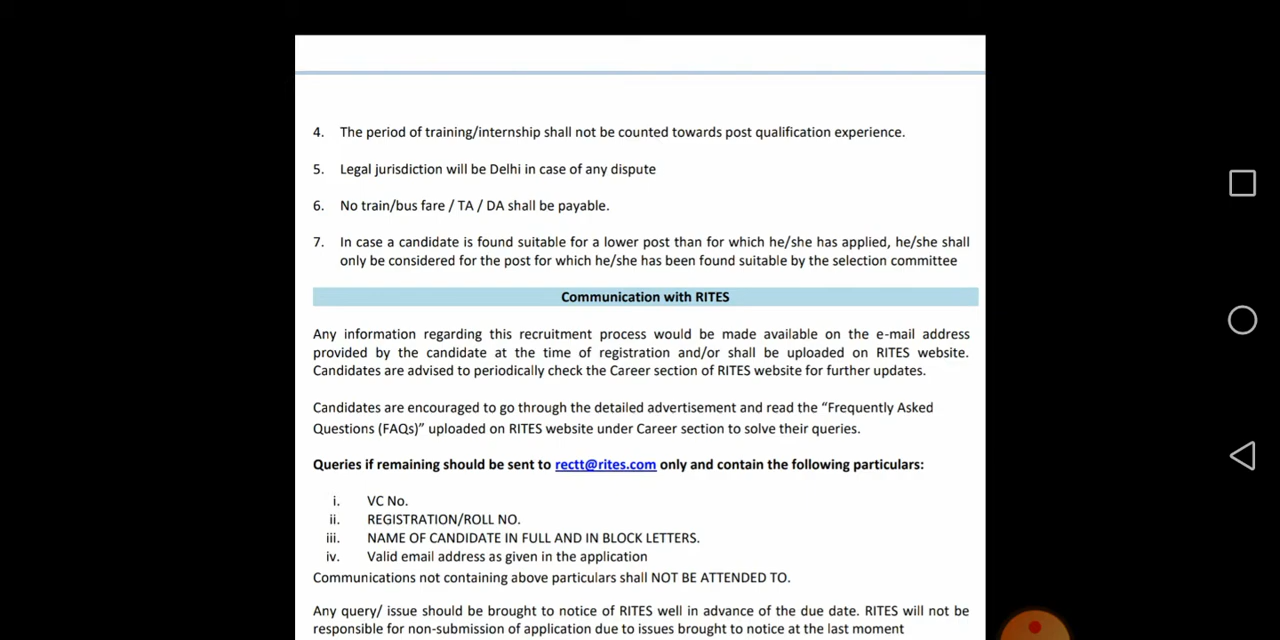 4. The period of training/internship shall not be counted towards post qualification experience.
5. Legal jurisdiction will be Delhi in case of any dispute
6. No train/bus fare / TA / DA shall be payable.
7. In case a candidate is found suitable for a lower post than for which he/she has applied, he/she shall
only be considered for the post for which he/she has been found suitable by the selection committee
Communication with RITES
Any information regarding this recruitment process would be made available on the e-mail address
provided by the candidate at the time of registration and/or shall be uploaded on RITES website.
Candidates are advised to periodically check the Career section of RITES website for further updates.
Candidates are encouraged to go through the detailed advertisement and read the “Frequently Asked
Questions (FAQs)” uploaded on RITES website under Career section to solve their queries.
Queries if remaining should be sent to rectt@rites.com only and contain the following particulars:
i. VC No.
ii. REGISTRATION/ROLL NO.
iii. NAME OF CANDIDATE IN FULL AND IN BLOCK LETTERS.
iv. Valid email address as given in the application
Communications not containing above particulars shall NOT BE ATTENDED TO.
Any query/ issue should be brought to notice of RITES well in advance of the due date. RITES will not be
responsible for non-submission of application due to issues brought to notice at the last moment